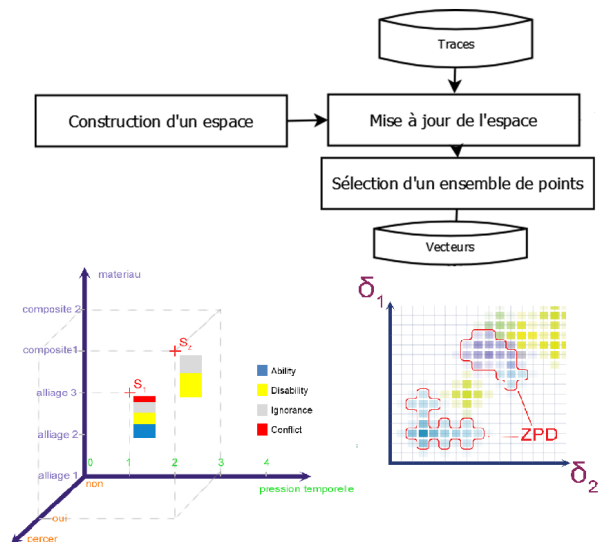 Traces
Construction d'un espace
Mise à jour de l'espace
Sélection d'un ensemble de points
Vecteurs
materiau
composite 2
composite1
alliage 3
alliage 2
alliage 1
S1
S2
0 1 2 3 4
pression temporelle
non
oui
percer
Ability
Disability
Ignorance
Conflict
δ1
ZPD
δ2